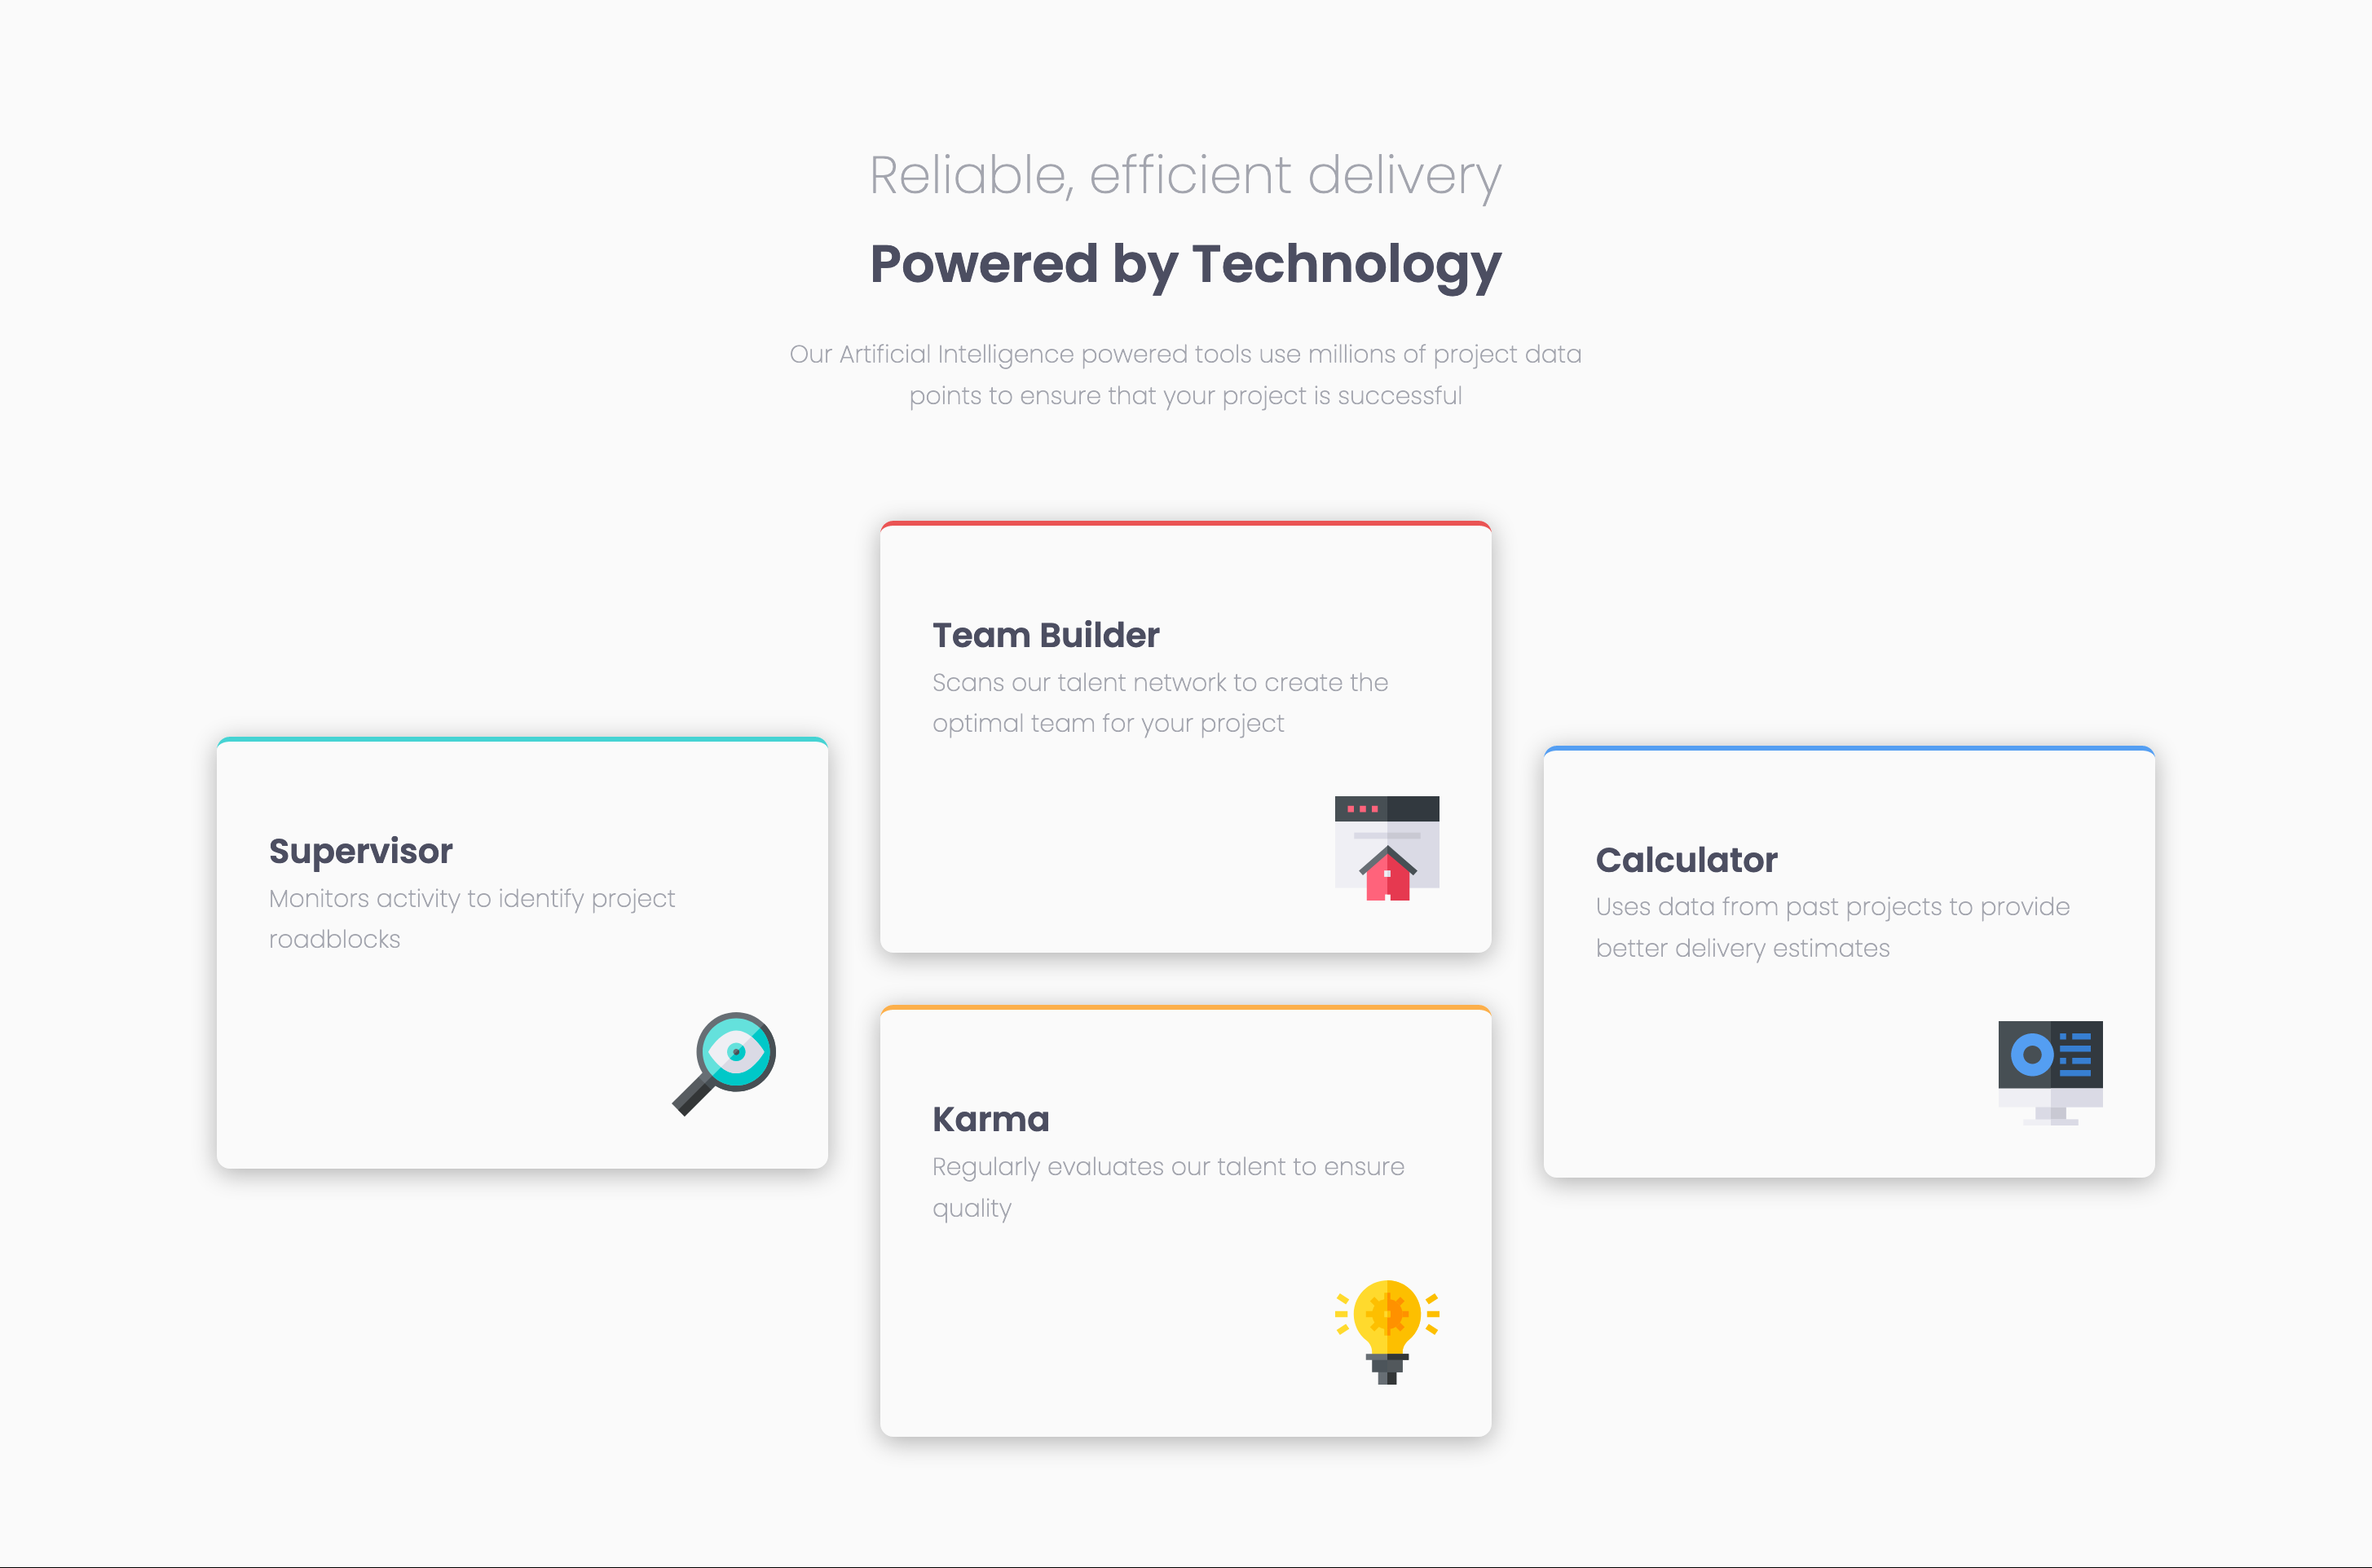 Reliable, efficient delivery
Powered by Technology
Our Artificial Intelligence powered tools use millions of project data
points to ensure that your project is successful
Supervisor
Monitors activity to identify project
roadblocks
Team Builder
Scans our talent network to create the
optimal team for your project
Karma
Regularly evaluates our talent to ensure
quality
Calculator
Uses data from past projects to provide
better delivery estimates